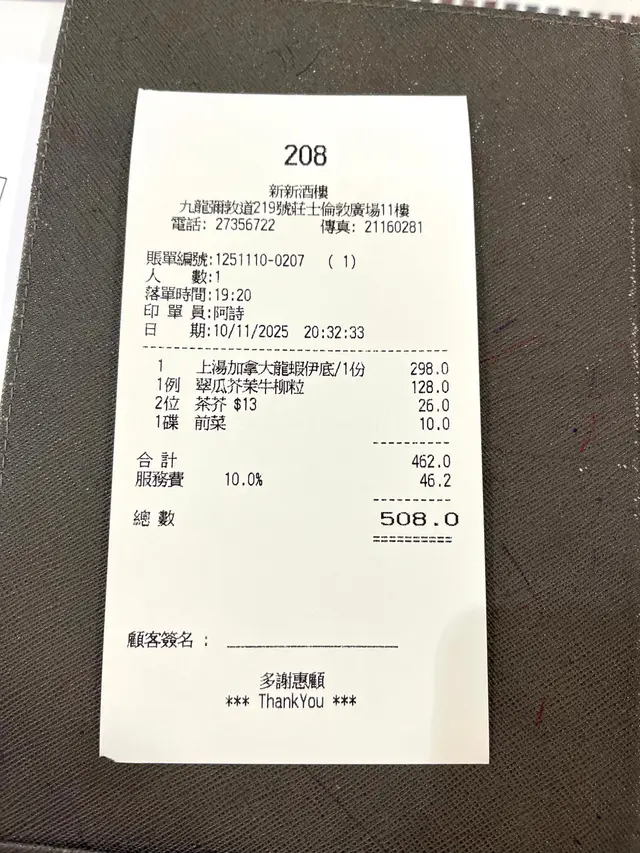 208
新新酒樓
九龍彌敦道219號莊士倫敦廣場11樓
電話: 27356722 傳真: 21160281
賬單編號:1251110-0207 ( 1)
人 數:1
落單時間:19:20
印 單 員:阿詩
日 期:10/11/2025 20:32:33
1 上湯加拿大龍蝦伊底/1份 298.0
1例 翠瓜芥茉牛柳粒 128.0
2位 茶芥 $13 26.0
1碟 前菜 10.0
合 計 462.0
服務費 10.0% 46.2
總 數 508.0
顧客簽名 :
多謝惠顧
*** ThankYou ***